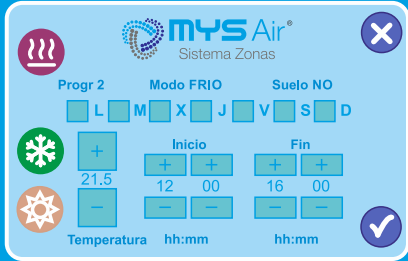 MYS Air®
Sistema Zonas
Progr 2 Modo FRIO Suelo NO
L M X J V S D
Inicio Fin
+ + + + +
21.5 12 00 16 00
− − − − −
Temperatura hh:mm hh:mm